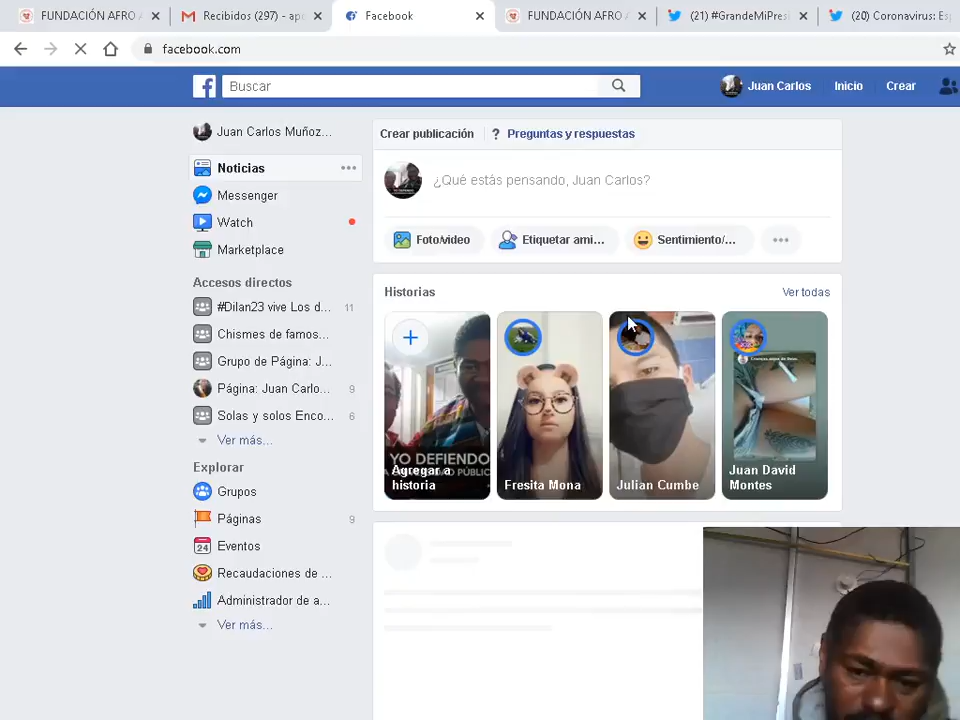 FUNDACIÓN AFRO
Recibidos (297) -
Facebook
FUNDACIÓN AFRO
(21) #GrandeMiPresi
(20) Coronavirus:
facebook.com
Buscar
Juan Carlos
Inicio
Crear
Juan Carlos Muñoz...
Noticias
Messenger
Watch
Marketplace
Accesos directos
#Dilan23 vive Los d... 11
Chismes de famos...
Grupo de Página: J...
Página: Juan Carlo... 9
Solas y solos Enco... 6
Ver más...
Explorar
Grupos
Páginas 9
24 Eventos
Recaudaciones de ...
Administrador de a...
Ver más...
Crear publicación
? Preguntas y respuestas
¿Qué estás pensando, Juan Carlos?
Foto/video
Etiquetar ami...
Sentimiento/...
Historias
Ver todas
YO DEFIENDO
PÚBLIC
Agregar a
historia
Fresita Mona
Julian Cumbe
Juan David
Montes